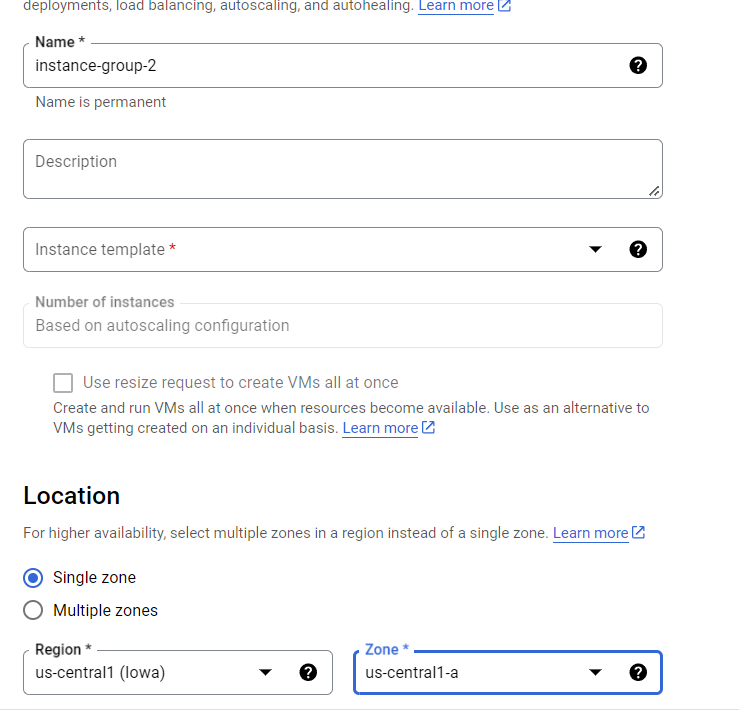 deployments, load balancing, autoscaling, and autohealing. Learn more
Name *
instance-group-2
Name is permanent
Description
Instance template *
Number of instances
Based on autoscaling configuration
Use resize request to create VMs all at once
Create and run VMs all at once when resources become available. Use as an alternative to
VMs getting created on an individual basis. Learn more
Location
For higher availability, select multiple zones in a region instead of a single zone. Learn more
Single zone
Multiple zones
Region *
us-central1 (Iowa)
Zone *
us-central1-a